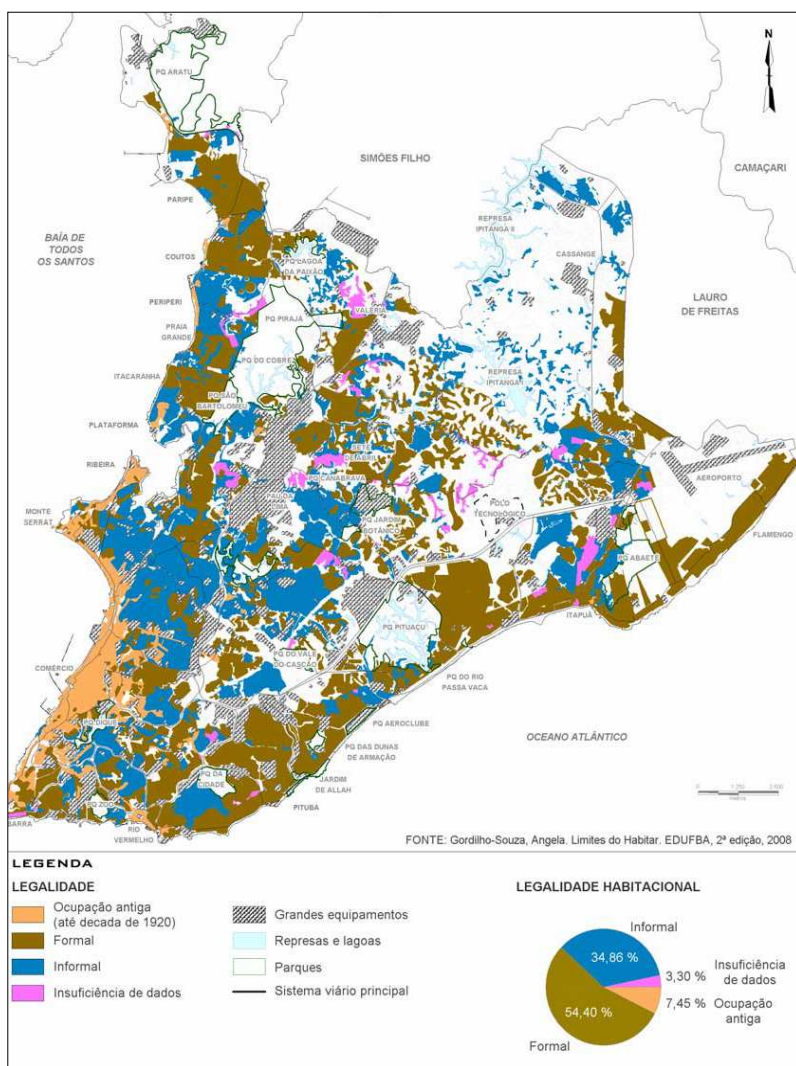 N
PQ ARATU
SIMÕES FILHO
CAMAÇARI
PARIPE
REPRESA
IPITANGA II
BAÍA DE
TODOS
OS SANTOS
CASSANGE
COUTOS
PQ LAGOA
DA PAIXÃO
LAURO
DE FREITAS
PERIPERI
VALÉRIA
PQ PIRAJÁ
PRAIA
GRANDE
PQ DO COBRE
REPRESA
IPITANGA I
ITACARANHA
PQ SÃO
BARTOLOMEU
PLATAFORMA
SETE
DE ABRIL
RIBEIRA
PQ CANABRAVA
AEROPORTO
PAU DA
LIMA
POLO
TECNOLÓGICO
MONTE
SERRAT
PQ JARDIM
BOTÂNICO
FLAMENGO
PQ ABAETÉ
ITAPUÃ
PQ PITUAÇU
COMÉRCIO
PQ DO VALE
DO CASCÃO
PQ DO RIO
PASSA VACA
PQ DIQUE
PQ AEROCLUBE
OCEANO ATLÂNTICO
PQ DAS DUNAS
DE ARMAÇÃO
PQ DA
CIDADE
JARDIM
DE ALLAH
PQ ZOO
PITUBA
BARRA
RIO
VERMELHO
FONTE: Gordilho-Souza, Angela. Limites do Habitar. EDUFBA, 2ª edição, 2008
LEGENDA
LEGALIDADE
Ocupação antiga
(até decada de 1920)
Formal
Informal
Insuficiência de dados
Grandes equipamentos
Represas e lagoas
Parques
Sistema viário principal
LEGALIDADE HABITACIONAL
Informal
34,86 %
Insuficiência
de dados
3,30 %
7,45 %
Ocupação
antiga
54,40 %
Formal